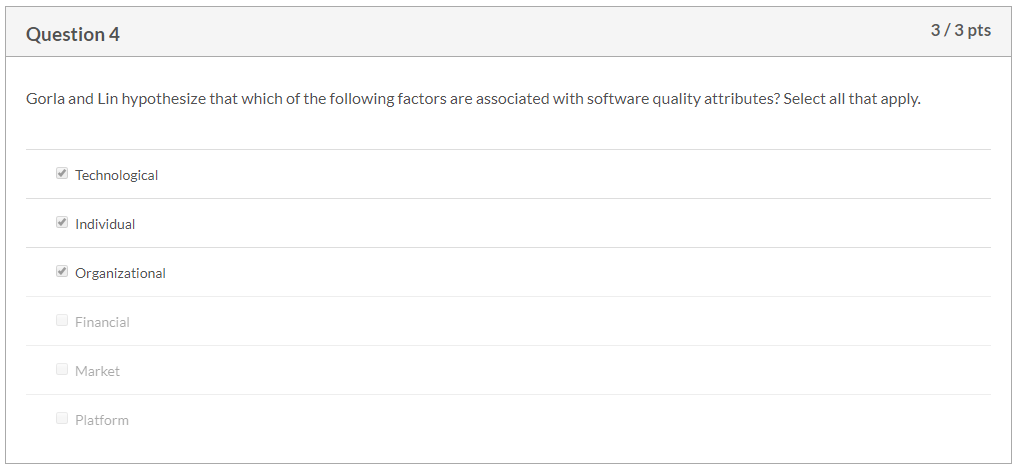 Question 4
3 / 3 pts
Gorla and Lin hypothesize that which of the following factors are associated with software quality attributes? Select all that apply.
Technological
Individual
Organizational
Financial
Market
Platform